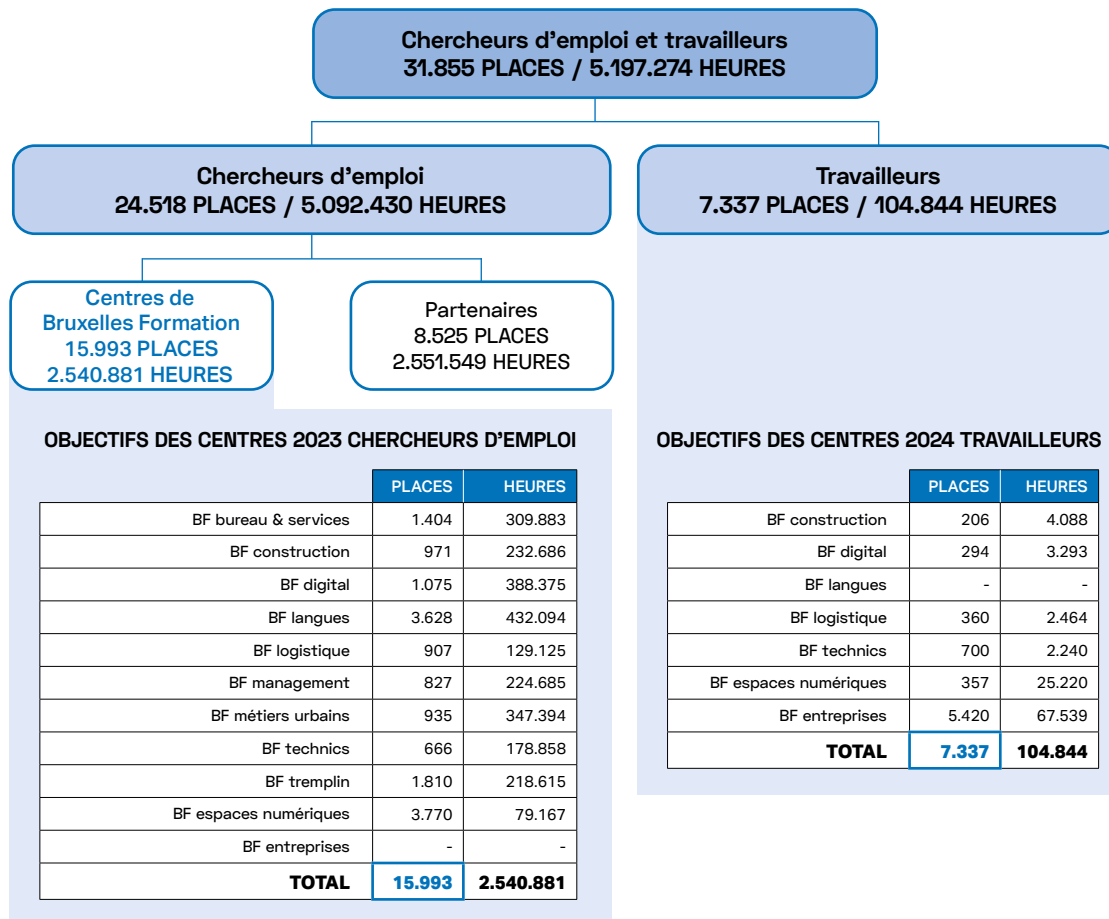 Chercheurs d'emploi et travailleurs
31.855 PLACES / 5.197.274 HEURES
Chercheurs d'emploi
24.518 PLACES / 5.092.430 HEURES
Travailleurs
7.337 PLACES / 104.844 HEURES
Centres de
Bruxelles Formation
15.993 PLACES
2.540.881 HEURES
Partenaires
8.525 PLACES
2.551.549 HEURES
OBJECTIFS DES CENTRES 2023 CHERCHEURS D'EMPLOI
PLACES HEURES
BF bureau & services 1.404 309.883
BF construction 971 232.686
BF digital 1.075 388.375
BF langues 3.628 432.094
BF logistique 907 129.125
BF management 827 224.685
BF métiers urbains 935 347.394
BF technics 666 178.858
BF tremplin 1.810 218.615
BF espaces numériques 3.770 79.167
BF entreprises - -
TOTAL 15.993 2.540.881
OBJECTIFS DES CENTRES 2024 TRAVAILLEURS
PLACES HEURES
BF construction 206 4.088
BF digital 294 3.293
BF langues - -
BF logistique 360 2.464
BF technics 700 2.240
BF espaces numériques 357 25.220
BF entreprises 5.420 67.539
TOTAL 7.337 104.844